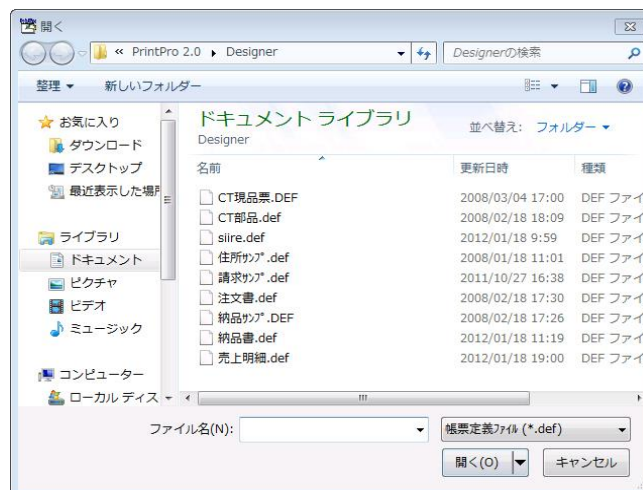 開く
« PrintPro 2.0 ▸ Designer
Designerの検索
整理 ▼ 新しいフォルダー
お気に入り
ダウンロード
デスクトップ
最近表示した場所
ライブラリ
ドキュメント
ピクチャ
ビデオ
ミュージック
コンピューター
ローカル ディス
ドキュメント ライブラリ
Designer
並べ替え: フォルダー ▼
名前 更新日時 種類
CT現品票.DEF 2008/03/04 17:00 DEF ファイ
CT部品.def 2008/02/18 18:09 DEF ファイ
siire.def 2012/01/18 9:59 DEF ファイ
住所ｻﾝﾌﾟ.def 2008/01/18 11:01 DEF ファイ
請求ｻﾝﾌﾟ.def 2011/10/27 16:38 DEF ファイ
注文書.def 2008/02/18 17:30 DEF ファイ
納品ｻﾝﾌﾟ.DEF 2008/02/18 17:26 DEF ファイ
納品書.def 2012/01/18 11:19 DEF ファイ
売上明細.def 2012/01/18 19:00 DEF ファイ
ファイル名(N):
帳票定義ﾌｧｲﾙ (*.def)
開く(O) キャンセル